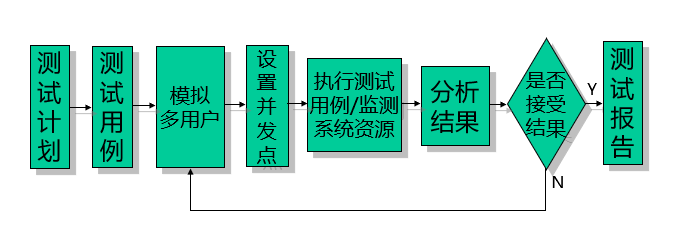 测试计划
测试用例
模拟
多用户
设置并发点
执行测试
用例/监测
系统资源
分析
结果
是否
接受
结果
Y
N
测试报告